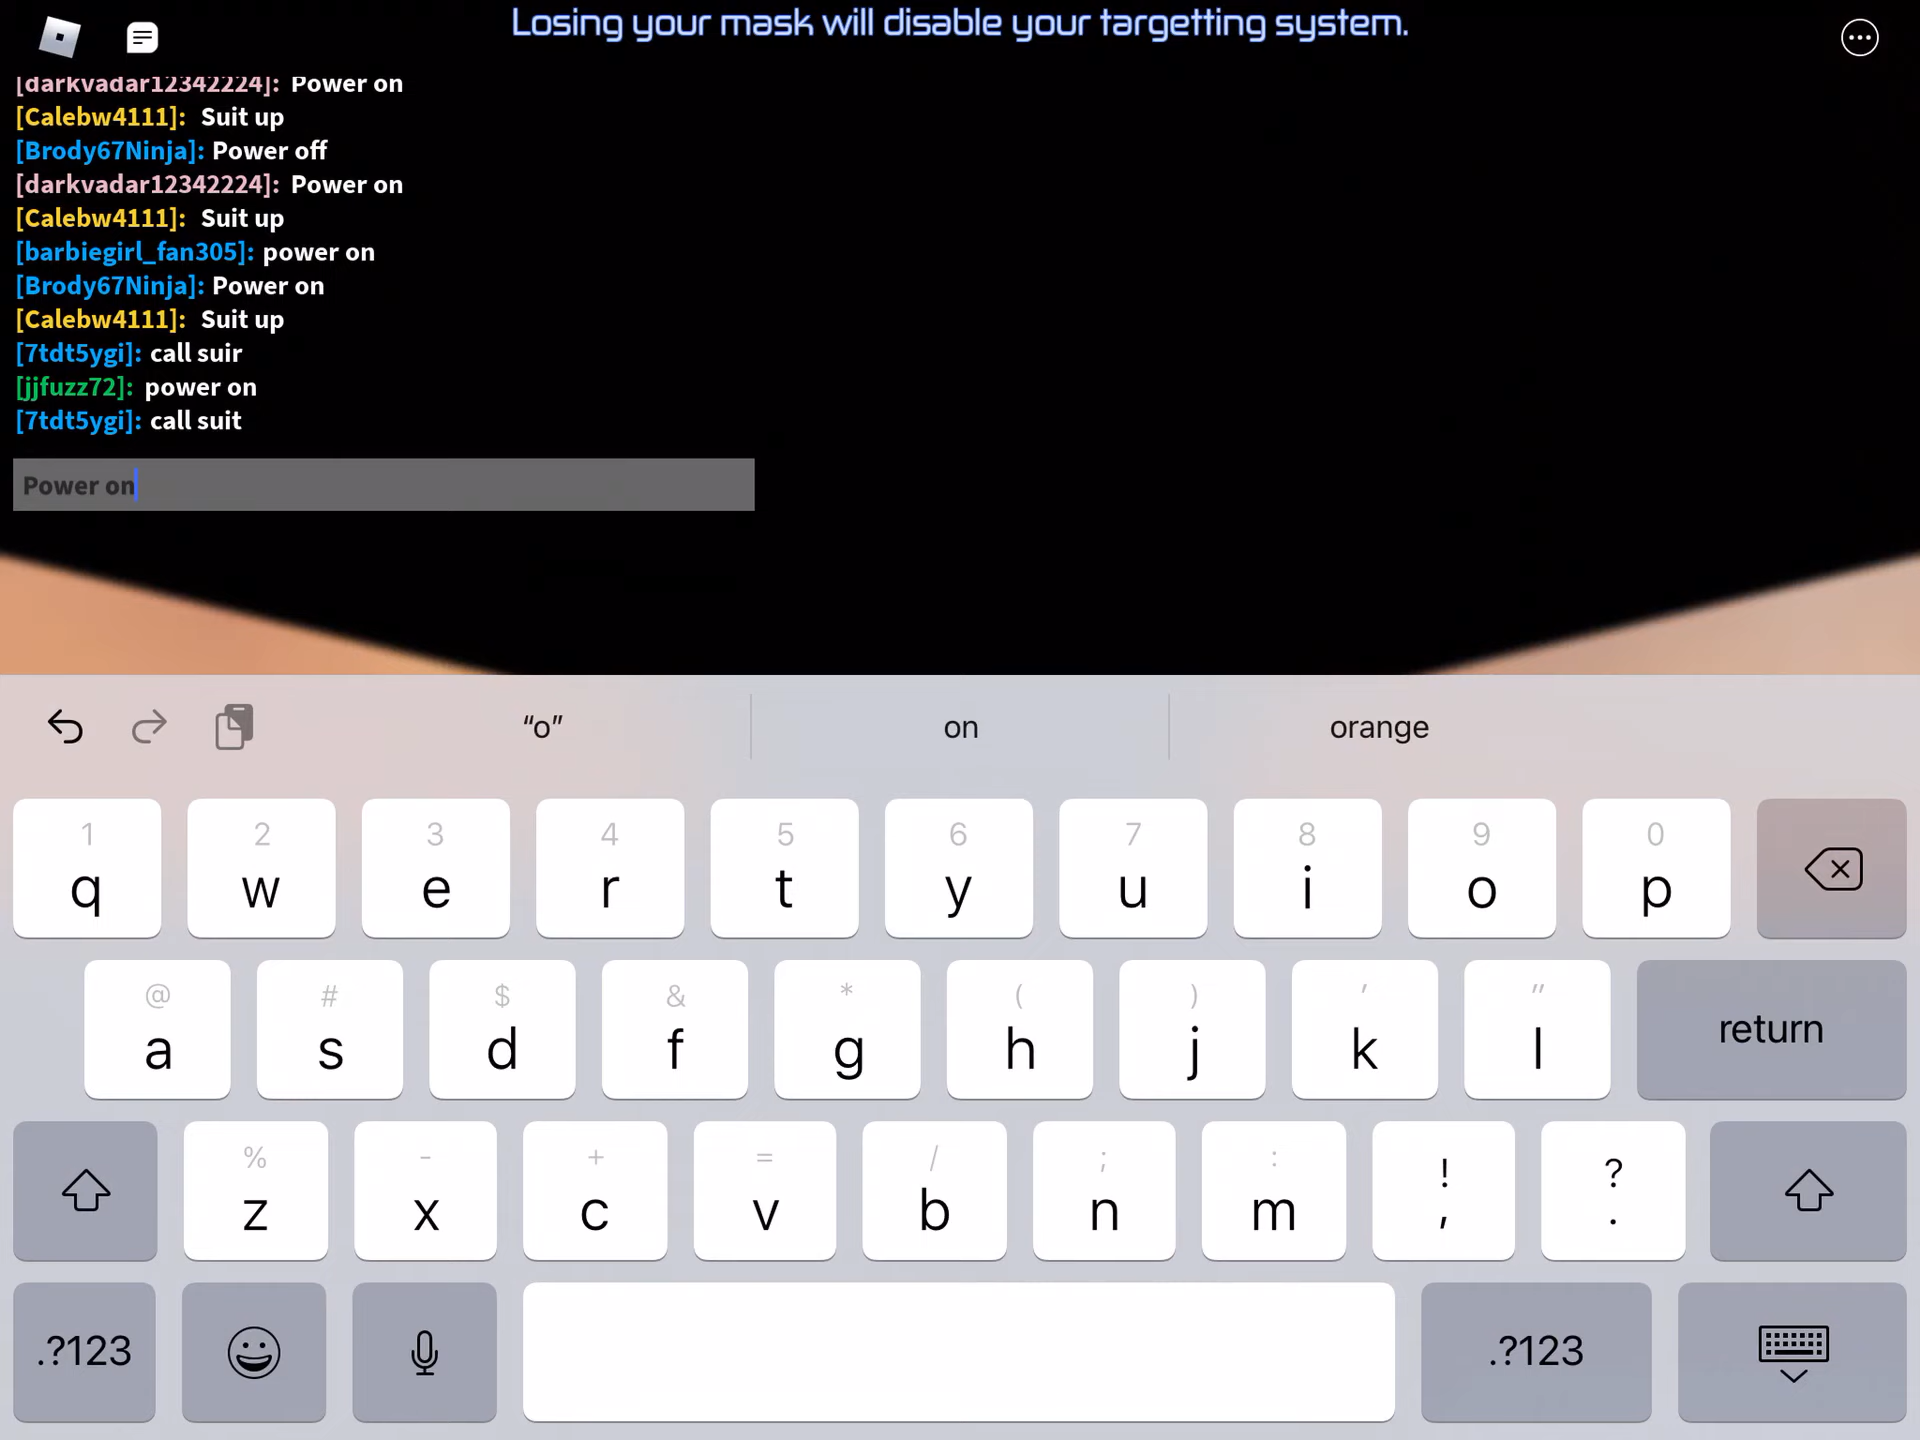 Losing your mask will disable your targetting system.
[darkvadar12342224]: Power on
[Calebw4111]: Suit up
[Brody67Ninja]: Power off
[darkvadar12342224]: Power on
[Calebw4111]: Suit up
[barbiegirl_fan305]: power on
[Brody67Ninja]: Power on
[Calebw4111]: Suit up
[7tdt5ygi]: call suir
[jjfuzz72]: power on
[7tdt5ygi]: call suit
Power on
“o” on orange
1 2 3 4 5 6 7 8 9 0
q w e r t y u i o p
@ # $ & * ( ) ' "
a s d f g h j k l return
% - + = / ; : ! ?
z x c v b n m , .
.?123 .?123